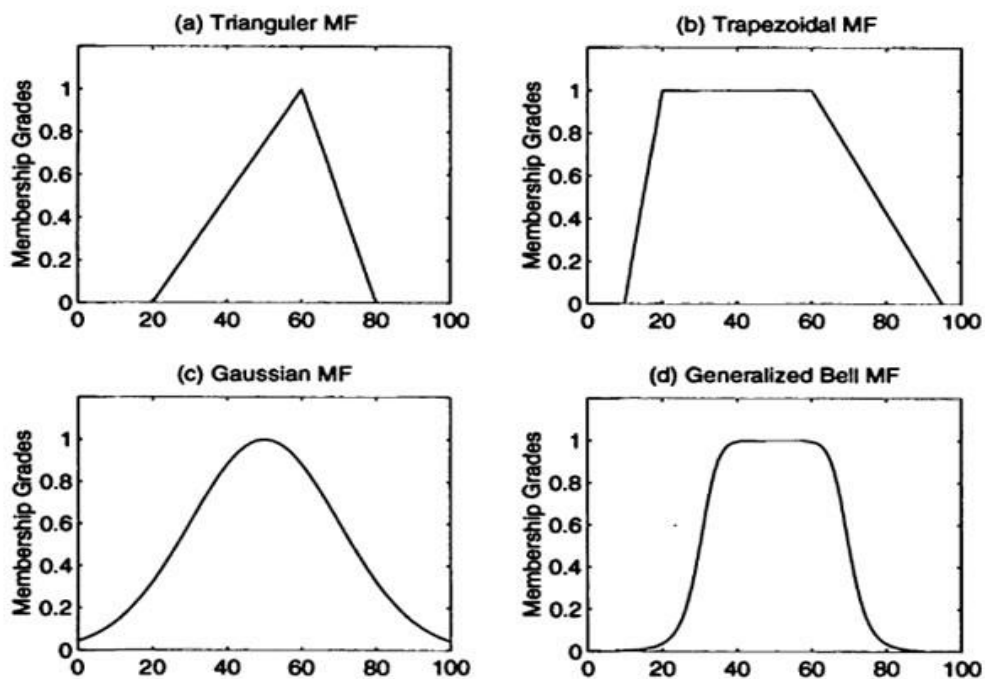 (a) Trianguler MF
Membership Grades
1
0.8
0.6
0.4
0.2
0
0 20 40 60 80 100
(b) Trapezoidal MF
Membership Grades
1
0.8
0.6
0.4
0.2
0
0 20 40 60 80 100
(c) Gaussian MF
Membership Grades
1
0.8
0.6
0.4
0.2
0
0 20 40 60 80 100
(d) Generalized Bell MF
Membership Grades
1
0.8
0.6
0.4
0.2
0
0 20 40 60 80 100